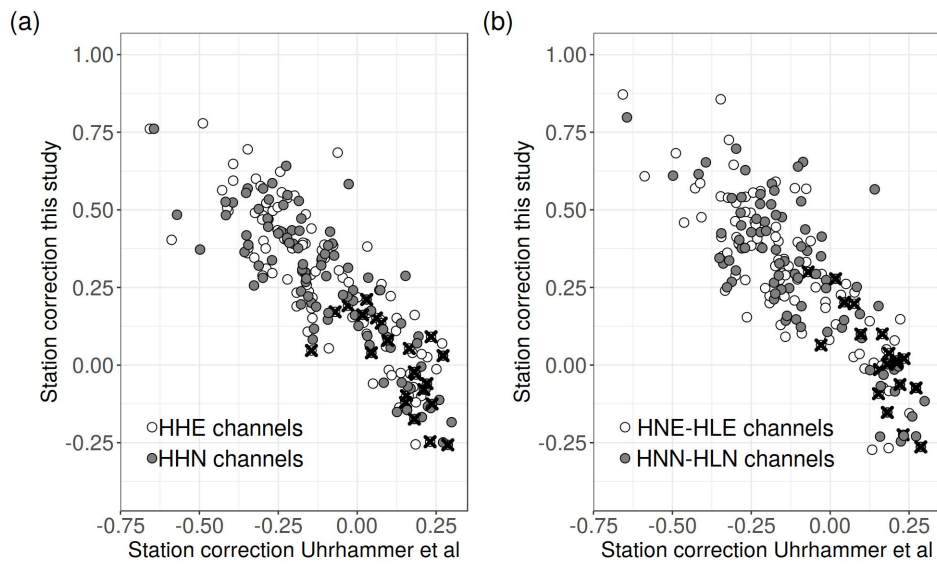 (a)
(b)
1.00
0.75
0.50
0.25
0.00
-0.25
Station correction this study
HHE channels
HHN channels
-0.75 -0.50 -0.25 0.00 0.25
Station correction Uhrhammer et al
1.00
0.75
0.50
0.25
0.00
-0.25
Station correction this study
HNE-HLE channels
HNN-HLN channels
-0.75 -0.50 -0.25 0.00 0.25
Station correction Uhrhammer et al